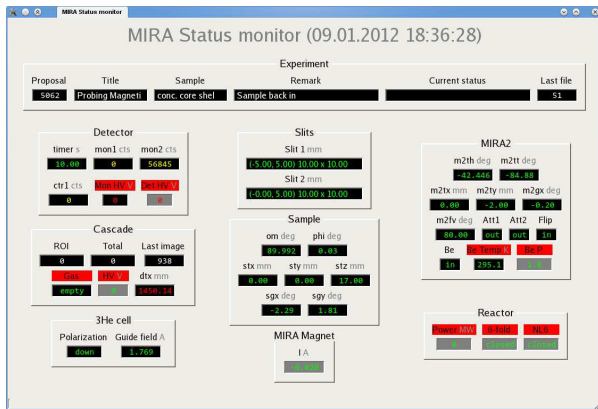 MIRA Status monitor
MIRA Status monitor (09.01.2012 18:36:28)
Experiment
Proposal Title Sample Remark Current status Last file
5062 Probing Magneti conc. core shel Sample back in 51
Detector
timer s mon1 cts mon2 cts
10.00 0 56845
ctr1 cts Mon HV V Det HV V
0 0 0
Slits
Slit 1 mm
(-5.00, 5.00) 10.00 x 10.00
Slit 2 mm
(-0.00, 5.00) 10.00 x 10.00
MIRA2
m2th deg m2tt deg
-42.446 -84.88
m2tx mm m2ty mm m2gx deg
0.00 -2.00 -0.20
m2fv deg Att1 Att2 Flip
80.00 out out in
Be Be Temp K Be P
in 295.1
Cascade
ROI Total Last image
0 0 938
Gas HV V dtx mm
empty 1450.14
Sample
om deg phi deg
89.992 0.03
stx mm sty mm stz mm
0.00 0.00 17.00
sgx deg sgy deg
-2.29 1.81
3He cell
Polarization Guide field A
down 1.769
MIRA Magnet
I A
Reactor
Power MW 6-fold NL6
0 closed closed